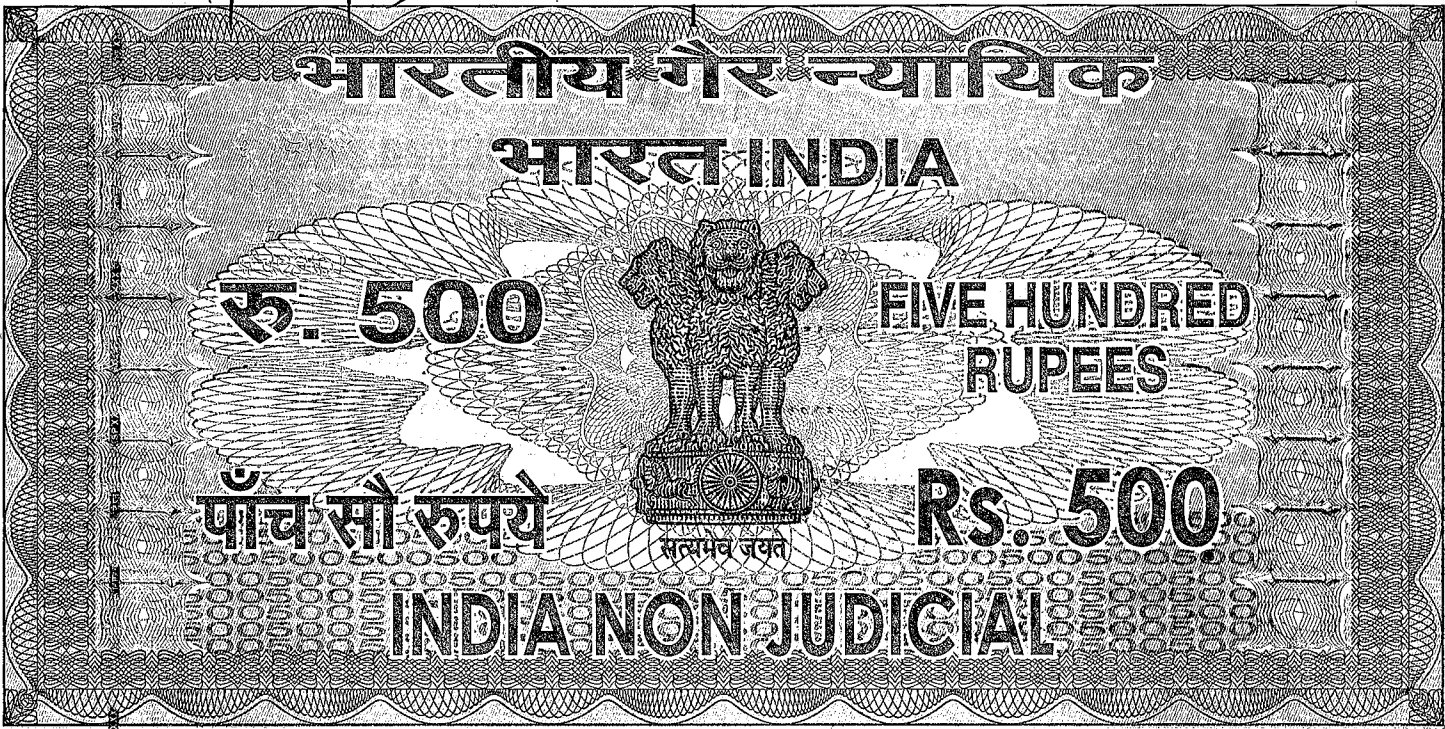 भारतीय गैर न्यायिक
भारत INDIA
रु. 500
FIVE HUNDRED
RUPEES
पाँच सौ रुपये
Rs. 500
सत्यमेव जयते
INDIA NON JUDICIAL